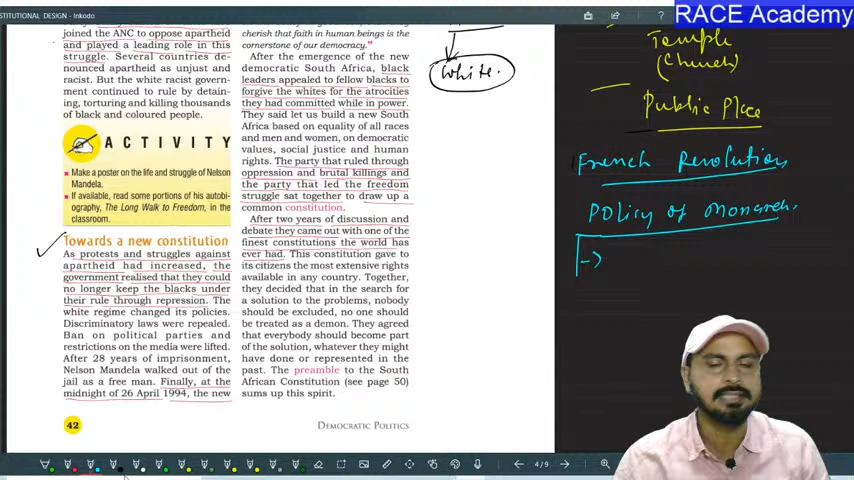 STITUTIONAL DESIGN - Inkodo
RACE Academy
joined the ANC to oppose apartheid
and played a leading role in this
struggle. Several countries de-
nounced apartheid as unjust and
racist. But the white racist govern-
ment continued to rule by detain-
ing, torturing and killing thousands
of black and coloured people.
ACTIVITY
Make a poster on the life and struggle of Nelson
Mandela.
If available, read some portions of his autobi-
ography, The Long Walk to Freedom, in the
classroom.
Towards a new constitution
As protests and struggles against
apartheid had increased, the
government realised that they could
no longer keep the blacks under
their rule through repression. The
white regime changed its policies.
Discriminatory laws were repealed.
Ban on political parties and
restrictions on the media were lifted.
After 28 years of imprisonment,
Nelson Mandela walked out of the
jail as a free man. Finally, at the
midnight of 26 April 1994, the new
42
cherish that faith in human beings is the
cornerstone of our democracy."
After the emergence of the new
democratic South Africa, black
leaders appealed to fellow blacks to
forgive the whites for the atrocities
they had committed while in power.
They said let us build a new South
Africa based on equality of all races
and men and women, on democratic
values, social justice and human
rights. The party that ruled through
oppression and brutal killings and
the party that led the freedom
struggle sat together to draw up a
common constitution.
After two years of discussion and
debate they came out with one of the
finest constitutions the world has
ever had. This constitution gave to
its citizens the most extensive rights
available in any country. Together,
they decided that in the search for
a solution to the problems, nobody
should be excluded, no one should
be treated as a demon. They agreed
that everybody should become part
of the solution, whatever they might
have done or represented in the
past. The preamble to the South
African Constitution (see page 50)
sums up this spirit.
DEMOCRATIC POLITICS
White.
Temple
(Church)
Public Place
French Revolution
Policy of Monarch.
4/9